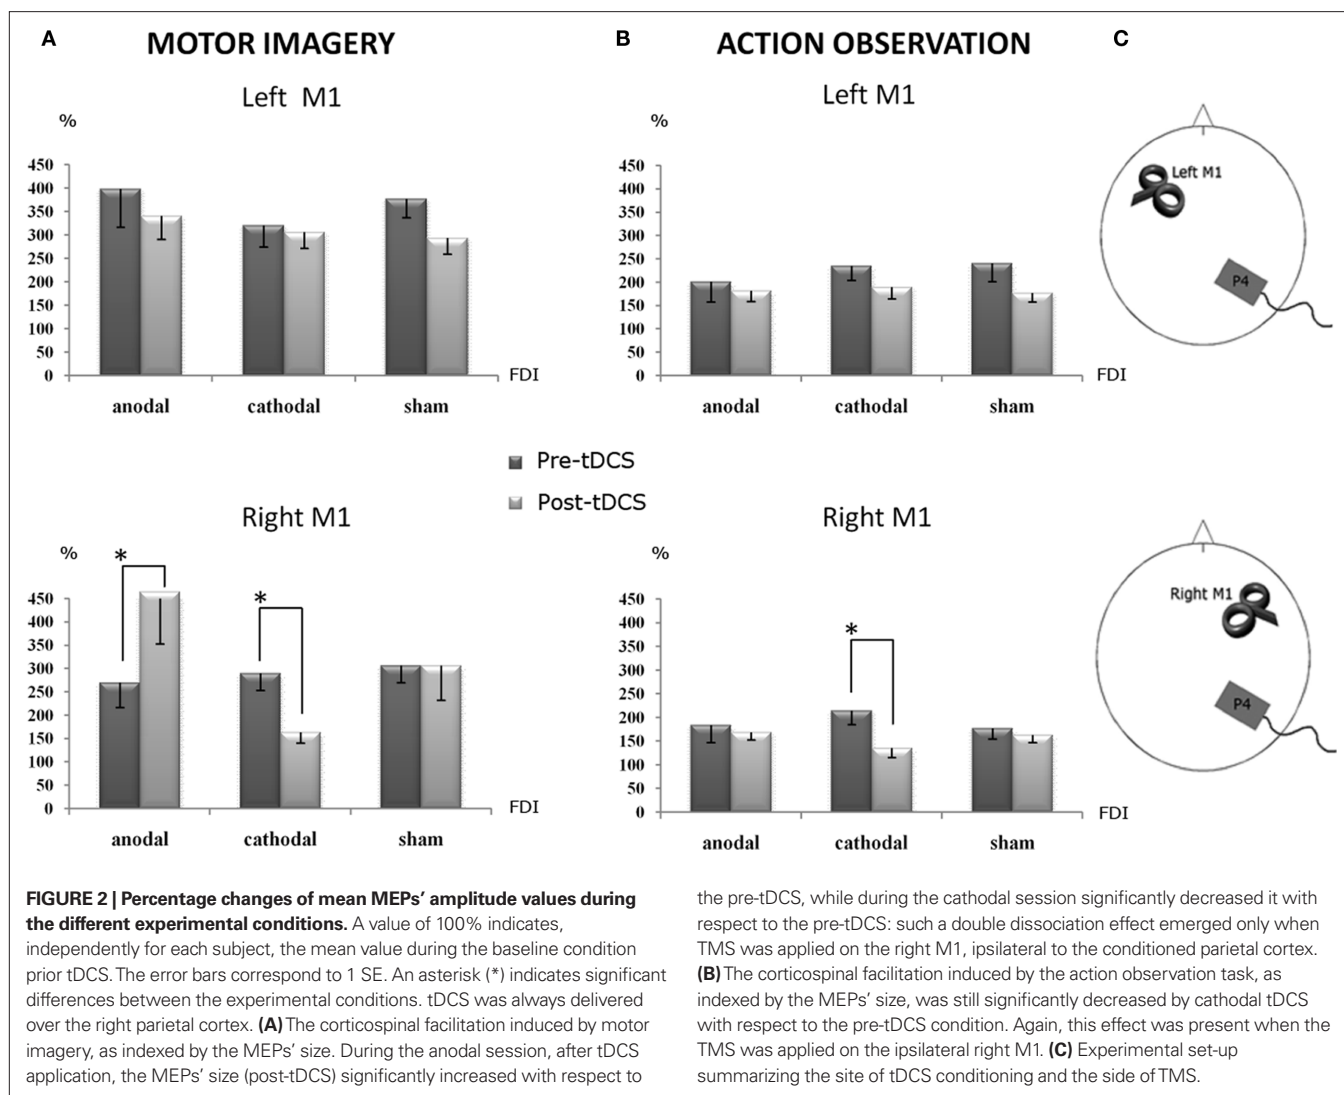 A
MOTOR IMAGERY
Left M1
%
450
400
350
300
250
200
150
100
50
0
FDI
anodal
cathodal
sham
B
ACTION OBSERVATION
Left M1
%
450
400
350
300
250
200
150
100
50
0
FDI
anodal
cathodal
sham
C
Left M1
P4
Pre-tDCS
Post-tDCS
Right M1
%
*
*
450
400
350
300
250
200
150
100
50
0
FDI
anodal
cathodal
sham
Right M1
%
*
450
400
350
300
250
200
150
100
50
0
FDI
anodal
cathodal
sham
Right M1
P4
FIGURE 2 | Percentage changes of mean MEPs' amplitude values during
the different experimental conditions. A value of 100% indicates,
independently for each subject, the mean value during the baseline condition
prior tDCS. The error bars correspond to 1 SE. An asterisk (*) indicates significant
differences between the experimental conditions. tDCS was always delivered
over the right parietal cortex. (A) The corticospinal facilitation induced by motor
imagery, as indexed by the MEPs' size. During the anodal session, after tDCS
application, the MEPs' size (post-tDCS) significantly increased with respect to
the pre-tDCS, while during the cathodal session significantly decreased it with
respect to the pre-tDCS: such a double dissociation effect emerged only when
TMS was applied on the right M1, ipsilateral to the conditioned parietal cortex.
(B) The corticospinal facilitation induced by the action observation task, as
indexed by the MEPs' size, was still significantly decreased by cathodal tDCS
with respect to the pre-tDCS condition. Again, this effect was present when the
TMS was applied on the ipsilateral right M1. (C) Experimental set-up
summarizing the site of tDCS conditioning and the side of TMS.